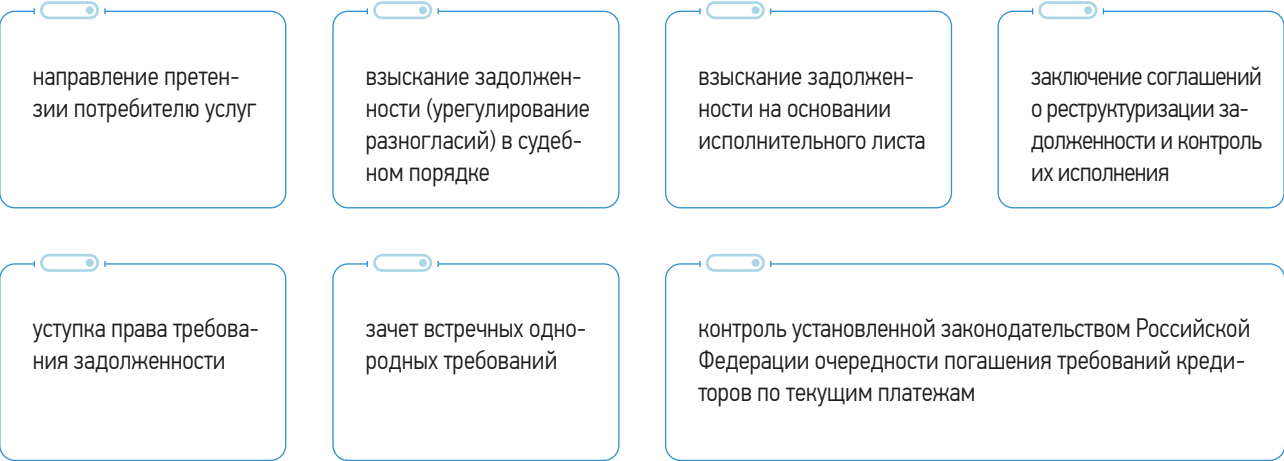 направление претен-
зии потребителю услуг
взыскание задолжен-
ности (урегулирование
разногласий) в судеб-
ном порядке
взыскание задолжен-
ности на основании
исполнительного листа
заключение соглашений
о реструктуризации за-
долженности и контроль
их исполнения
уступка права требова-
ния задолженности
зачет встречных одно-
родных требований
контроль установленной законодательством Российской
Федерации очередности погашения требований креди-
торов по текущим платежам